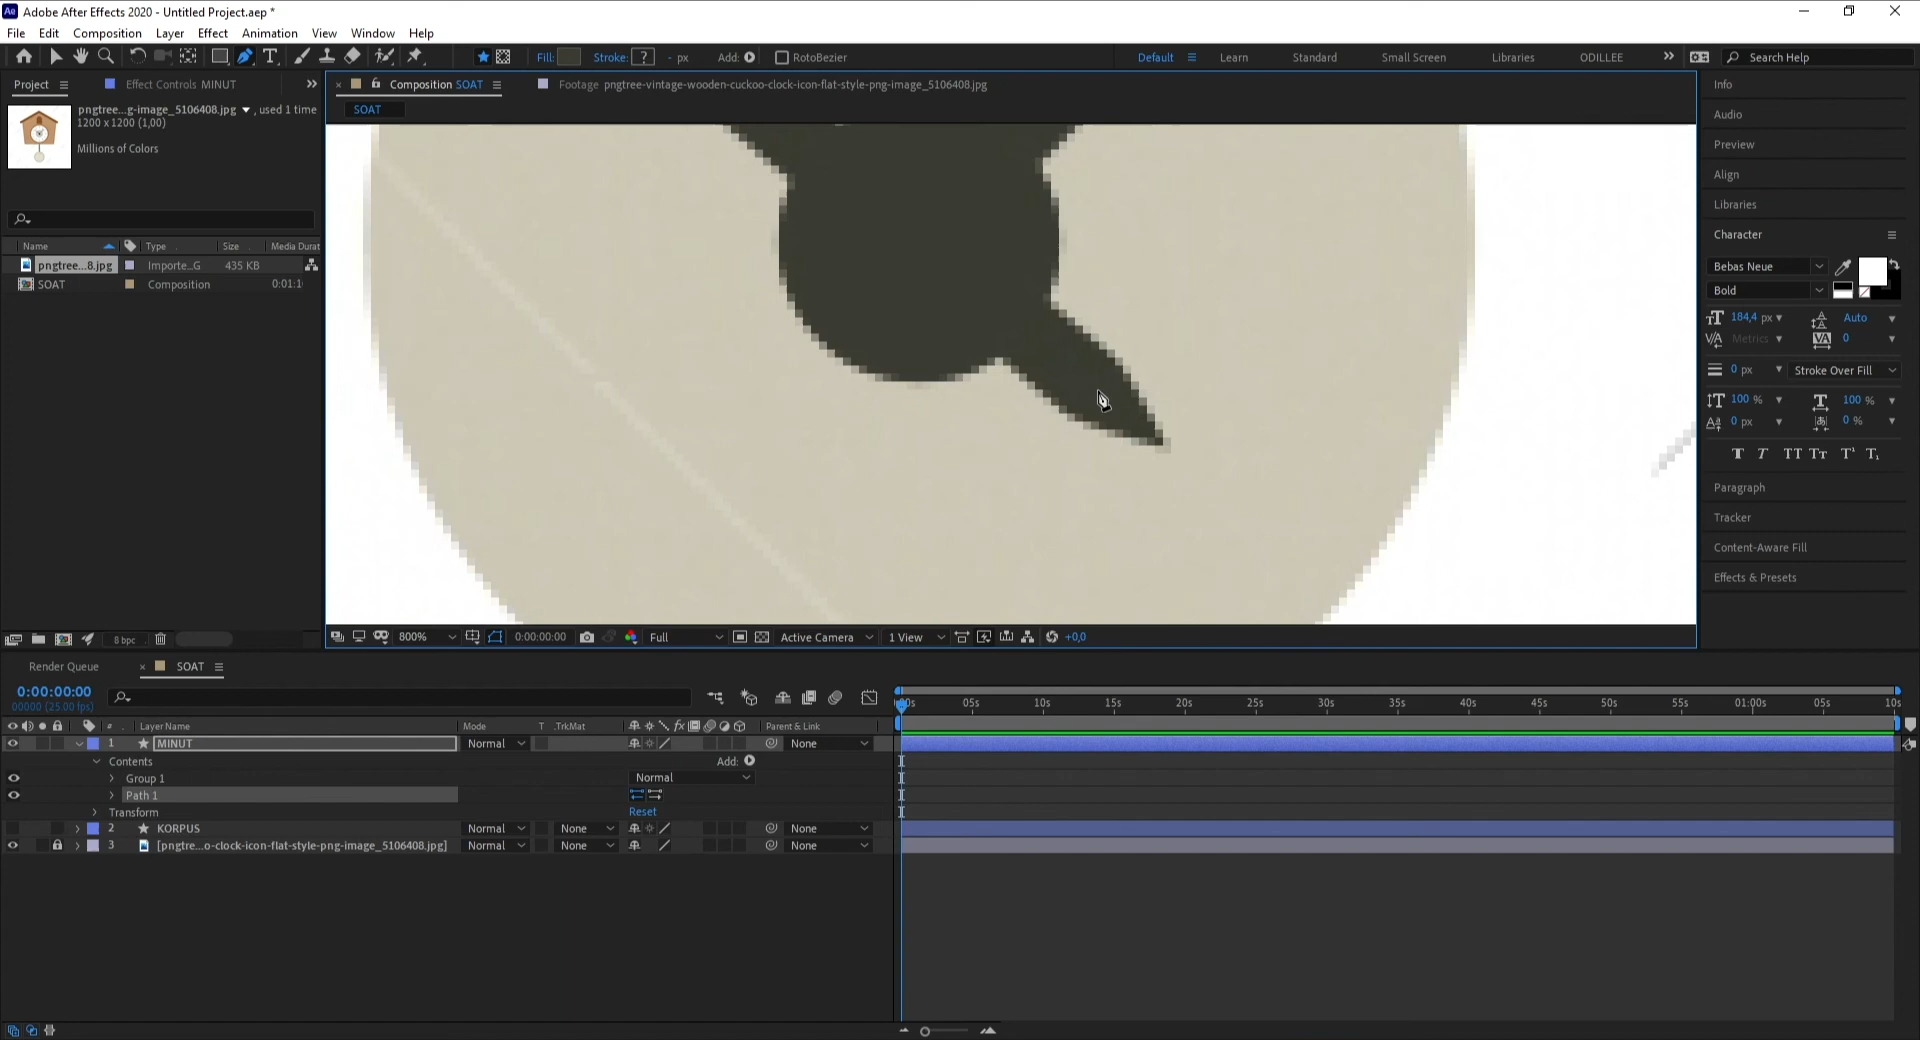 Ae Adobe After Effects 2020 - Untitled Project.aep *
File Edit Composition Layer Effect Animation View Window Help
Fill: Stroke: ? - px Add: RotoBezier Default Learn Standard Small Screen Libraries ODILLEE Search Help
Project Effect Controls MINUT Composition SOAT Footage pngtree-vintage-wooden-cuckoo-clock-icon-flat-style-png-image_5106408.jpg
SOAT
pngtree...g-image_5106408.jpg , used 1 time
1200 x 1200 (1,00)
Millions of Colors
Name Type Size Media Durat
pngtree...8.jpg Importe...G 435 KB
SOAT Composition 0:01:1
Info
Audio
Preview
Align
Libraries
Character
Bebas Neue
Bold
184,4 px Auto
Metrics 0
0 px Stroke Over Fill
100 % 100 %
0 px 0 %
T T TT Tt T¹ T₁
Paragraph
Tracker
Content-Aware Fill
Effects & Presets
8 bpc 800% 0:00:00:00 Full Active Camera 1 View +0,0
Render Queue SOAT
0:00:00:00
00000 (25.00 fps)
00s 05s 10s 15s 20s 25s 30s 35s 40s 45s 50s 55s 01:00s 05s 10s
# Layer Name Mode T .TrkMat fx Parent & Link
1 MINUT Normal None
Contents Add:
Group 1 Normal
Path 1
Transform Reset
2 KORPUS Normal None None
3 [pngtre...o-clock-icon-flat-style-png-image_5106408.jpg] Normal None None